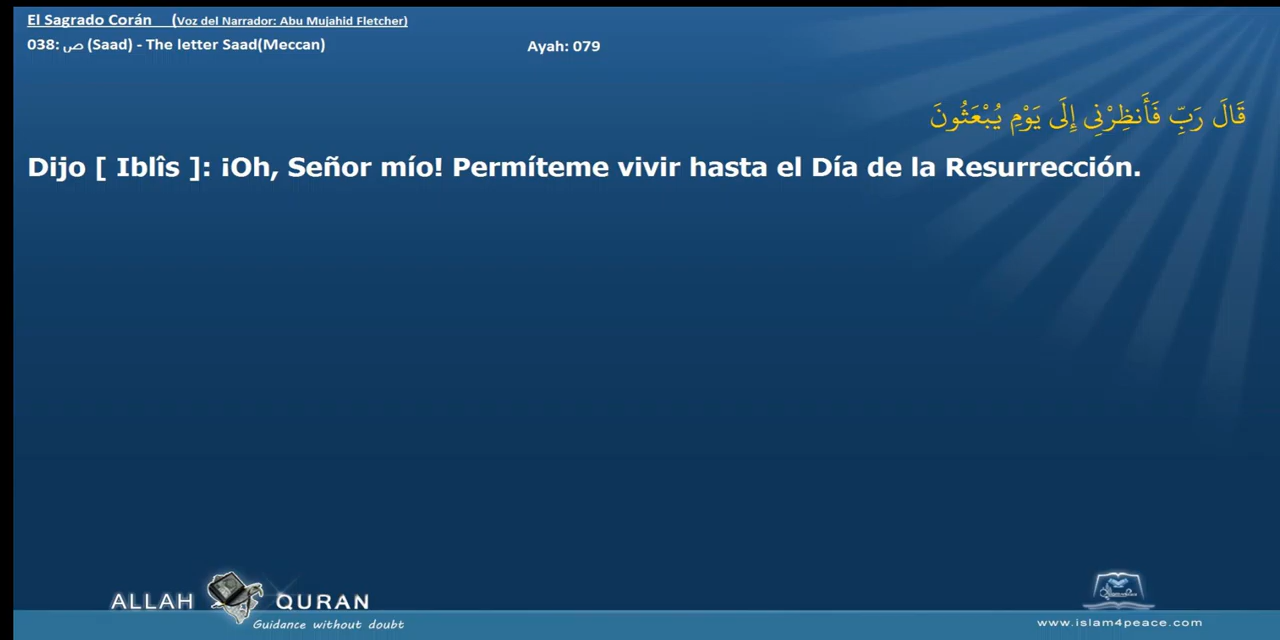 El Sagrado Corán (Voz del Narrador: Abu Mujahid Fletcher)
038: ص (Saad) - The letter Saad(Meccan) Ayah: 079
قَالَ رَبِّ فَأَنظِرْنِى إِلَى يَوْمِ يُبْعَثُونَ
Dijo [ Iblîs ]: ¡Oh, Señor mío! Permíteme vivir hasta el Día de la Resurrección.
ALLAH QURAN
Guidance without doubt
www.islam4peace.com